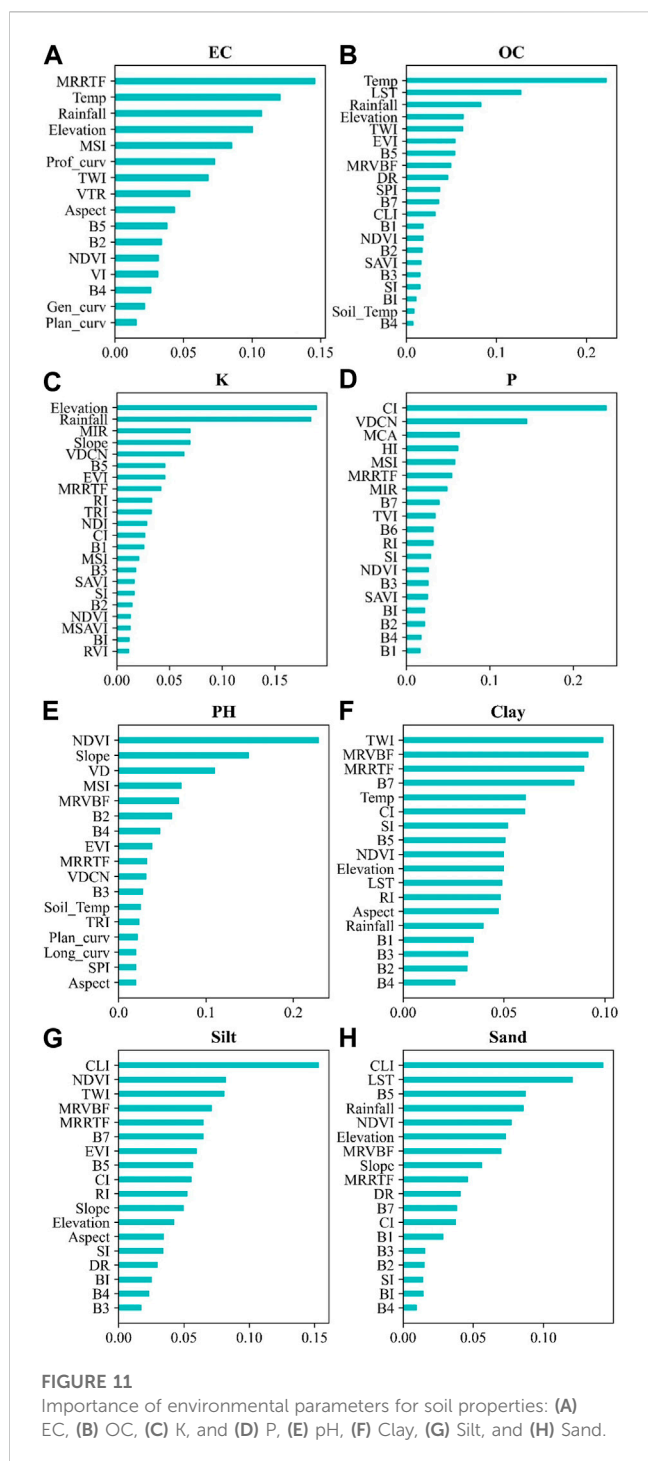 A
EC
MRRTF
Temp
Rainfall
Elevation
MSI
Prof_curv
TWI
VTR
Aspect
B5
B2
NDVI
VI
B4
Gen_curv
Plan_curv
0.00 0.05 0.10 0.15
B
OC
Temp
LST
Rainfall
Elevation
TWI
EVI
B5
MRVBF
DR
SPI
B7
CLI
B1
NDVI
B2
SAVI
B3
SI
BI
Soil_Temp
B4
0.0 0.1 0.2
C
K
Elevation
Rainfall
MIR
Slope
VDCN
B5
EVI
MRRTF
RI
TRI
NDI
CI
B1
MSI
B3
SAVI
SI
B2
NDVI
MSAVI
BI
RVI
0.00 0.05 0.10 0.15
D
P
CI
VDCN
MCA
HI
MSI
MRRTF
MIR
B7
TVI
B6
RI
SI
NDVI
B3
SAVI
BI
B2
B4
B1
0.0 0.1 0.2
E
PH
NDVI
Slope
VD
MSI
MRVBF
B2
B4
EVI
MRRTF
VDCN
B3
Soil_Temp
TRI
Plan_curv
Long_curv
SPI
Aspect
0.0 0.1 0.2
F
Clay
TWI
MRVBF
MRRTF
B7
Temp
CI
SI
B5
NDVI
Elevation
LST
RI
Aspect
Rainfall
B1
B3
B2
B4
0.00 0.05 0.10
G
Silt
CLI
NDVI
TWI
MRVBF
MRRTF
B7
EVI
B5
CI
RI
Slope
Elevation
Aspect
SI
DR
BI
B4
B3
0.00 0.05 0.10 0.15
H
Sand
CLI
LST
B5
Rainfall
NDVI
Elevation
MRVBF
Slope
MRRTF
DR
B7
CI
B1
B3
B2
SI
BI
B4
0.00 0.05 0.10
FIGURE 11
Importance of environmental parameters for soil properties: (A)
EC, (B) OC, (C) K, and (D) P, (E) pH, (F) Clay, (G) Silt, and (H) Sand.